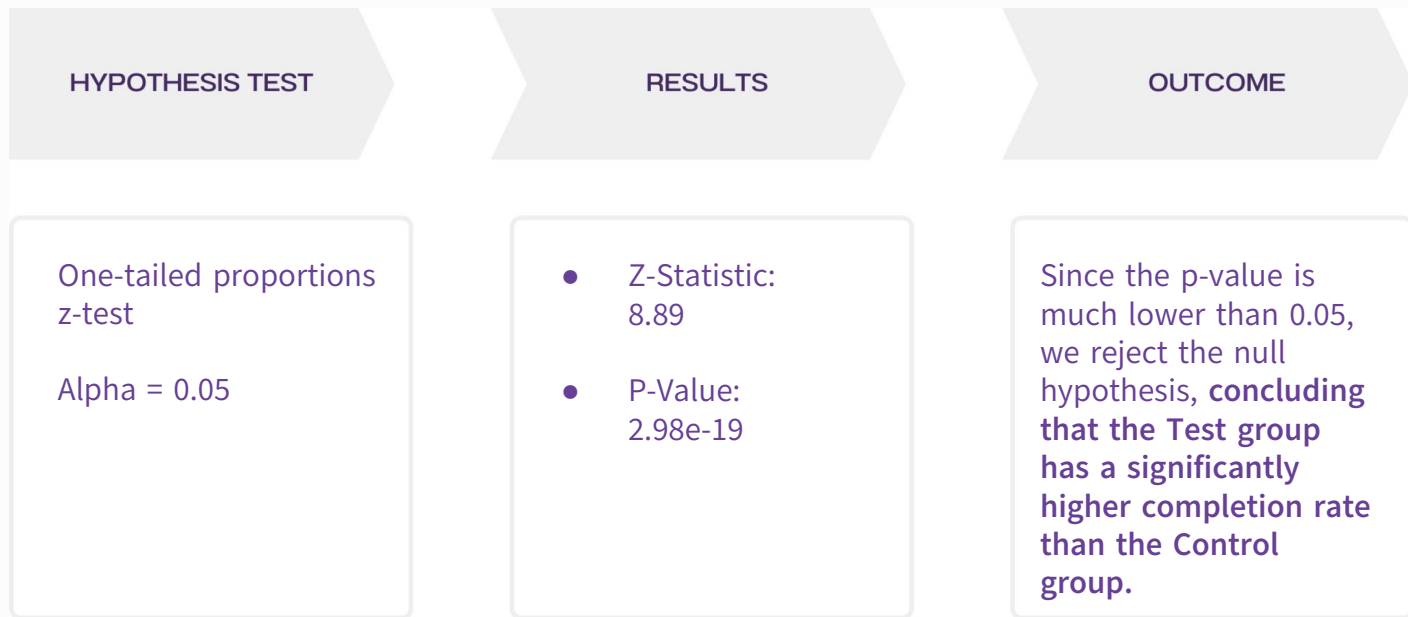 HYPOTHESIS TEST
RESULTS
OUTCOME
One-tailed proportions
z-test
Alpha = 0.05
● Z-Statistic:
8.89
● P-Value:
2.98e-19
Since the p-value is
much lower than 0.05,
we reject the null
hypothesis, concluding
that the Test group
has a significantly
higher completion rate
than the Control
group.